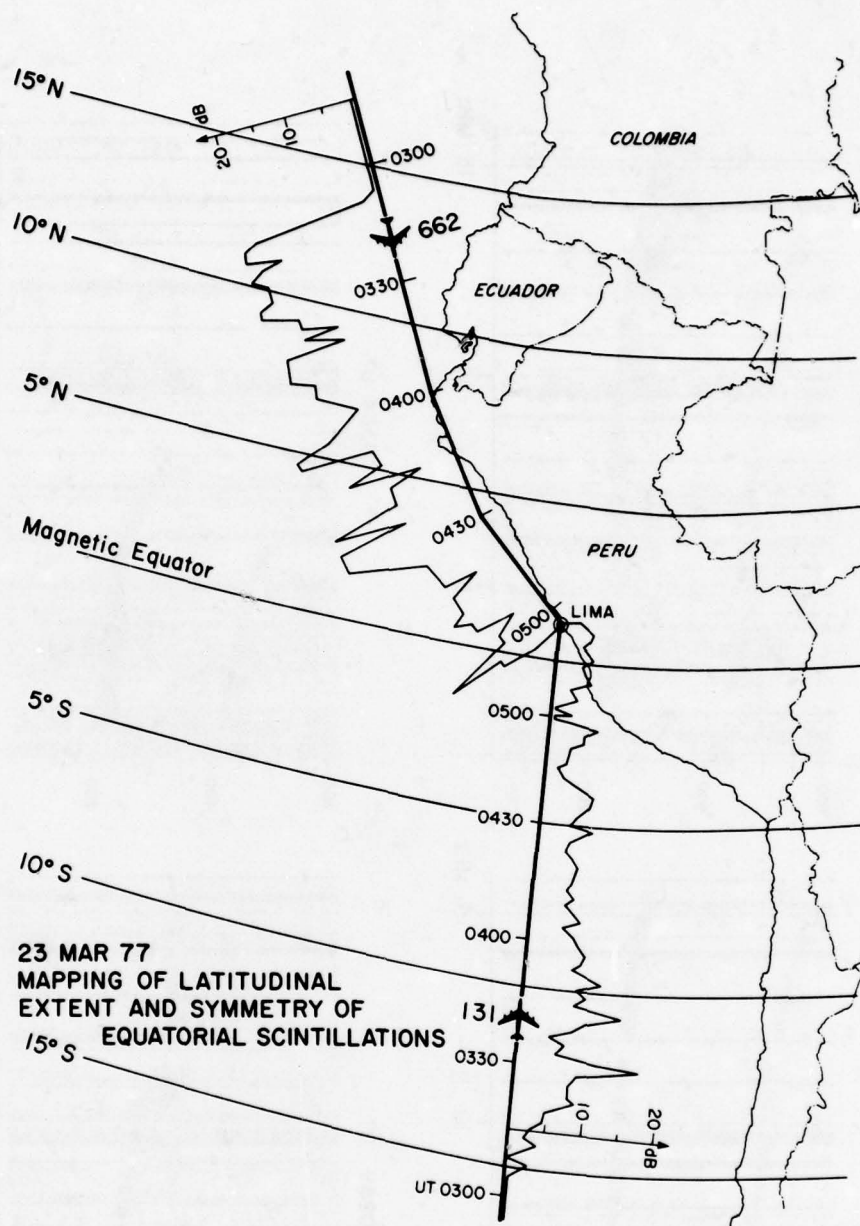 15°N
20 dB
10
0300
COLOMBIA
10°N
662
0330
ECUADOR
5°N
0400
0430
Magnetic Equator
PERU
0500
LIMA
5° S
0500
0430
10° S
0400
23 MAR 77
MAPPING OF LATITUDINAL
EXTENT AND SYMMETRY OF
EQUATORIAL SCINTILLATIONS
131
15° S
0330
10
20 dB
UT 0300